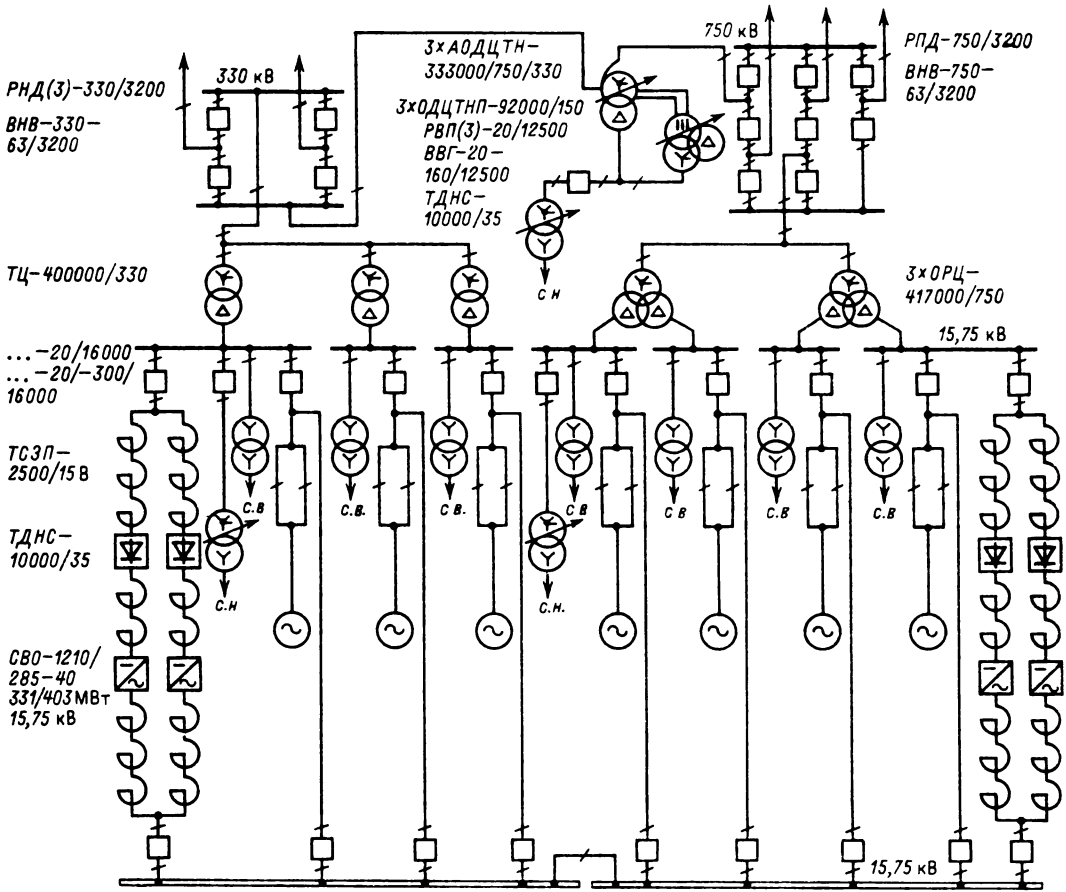 750 кВ
3×АОДЦТН–
333000/750/330
РПД–750/3200
ВНВ–750–
63/3200
330 кВ
РНД(3)–330/3200
ВНВ–330–
63/3200
3×ОДЦТНП–92000/150
РВП(3)–20/12500
ВВГ–20–
160/12500
ТДНС–
10000/35
с.н
ТЦ–400000/330
3×ОРЦ–
417000/750
15,75 кВ
...–20/16000
...–20/–300/
16000
ТСЗП–
2500/15 В
с.в
с.в.
с в.
с в
с в
с.в
с.в
ТДНС–
10000/35
с.н
с.н.
СВО–1210/
285–40
331/403 МВт
15,75 кВ
15,75 кВ